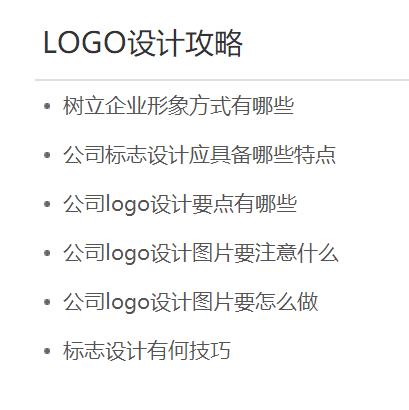 LOGO设计攻略
树立企业形象方式有哪些
公司标志设计应具备哪些特点
公司logo设计要点有哪些
公司logo设计图片要注意什么
公司logo设计图片要怎么做
标志设计有何技巧